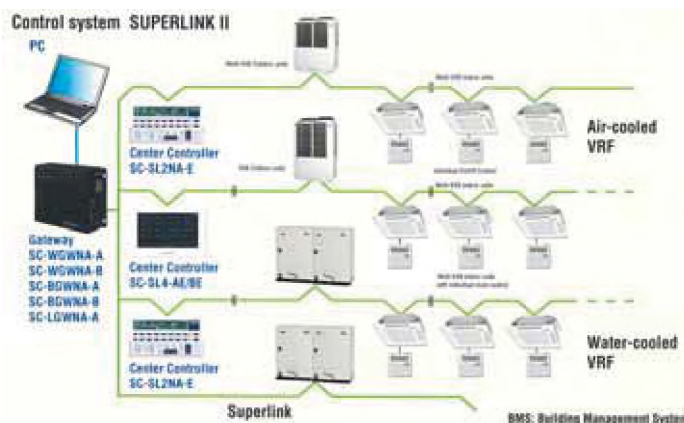 Control system SUPERLINK II
PC
Center Controller
SC-SL2NA-E
Air-cooled
VRF
Gateway
SC-WGWNA-A
SC-WGWNA-B
SC-BGWNA-A
SC-BGWNA-B
SC-LGWNA-A
Center Controller
SC-SL4-AE/BE
Center Controller
SC-SL2NA-E
Water-cooled
VRF
Superlink
BMS: Building Management System